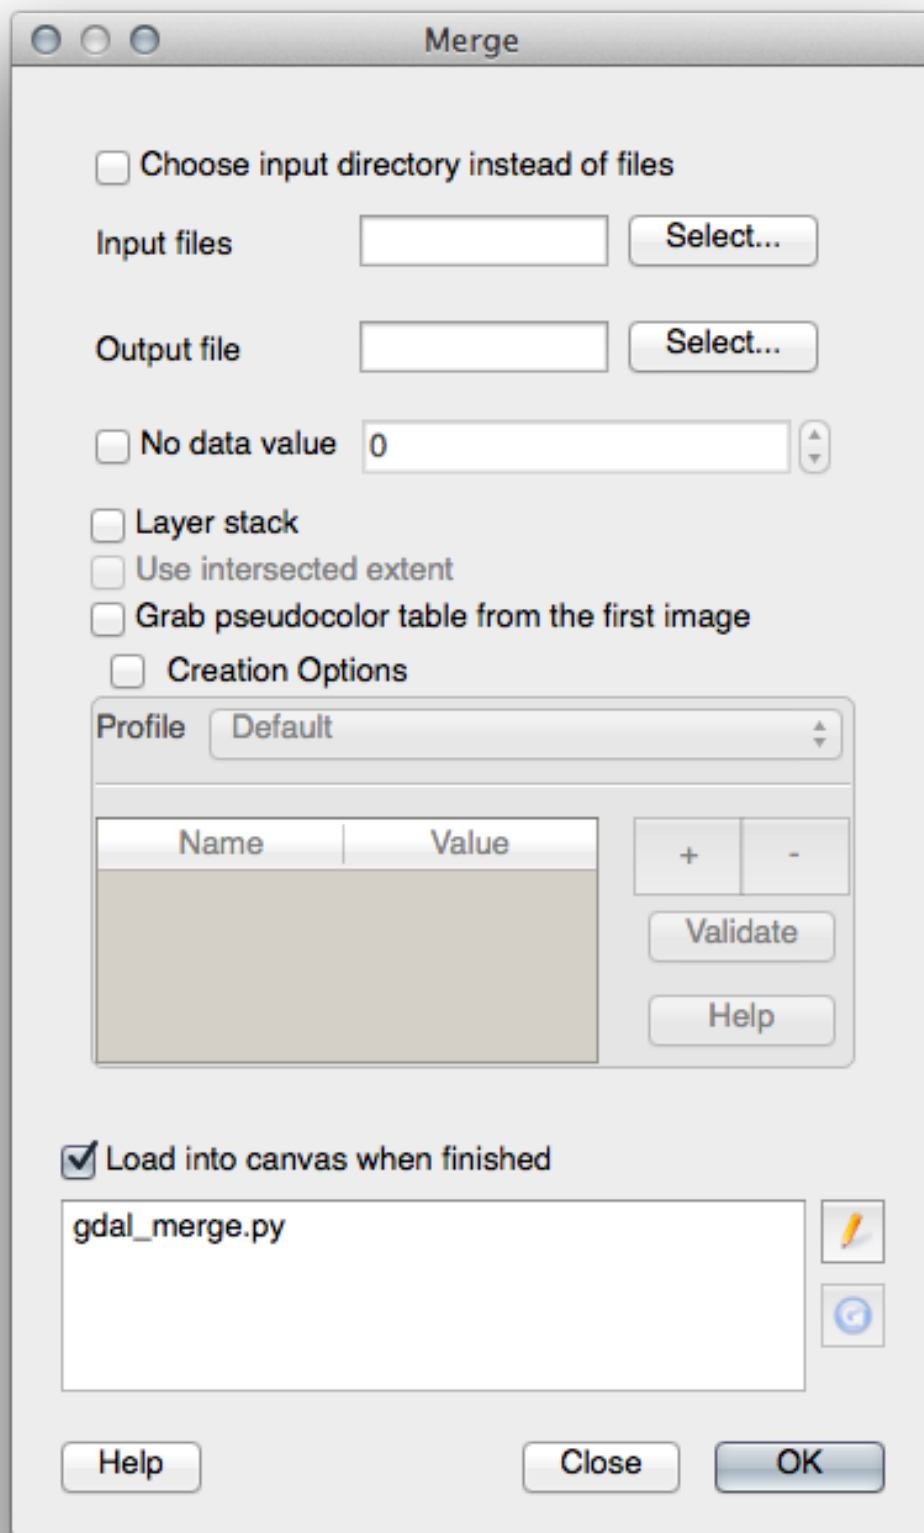 Merge
Choose input directory instead of files
Input files Select...
Output file Select...
No data value 0
Layer stack
Use intersected extent
Grab pseudocolor table from the first image
Creation Options
Profile Default
Name Value + -
Validate
Help
Load into canvas when finished
gdal_merge.py
G
Help Close OK